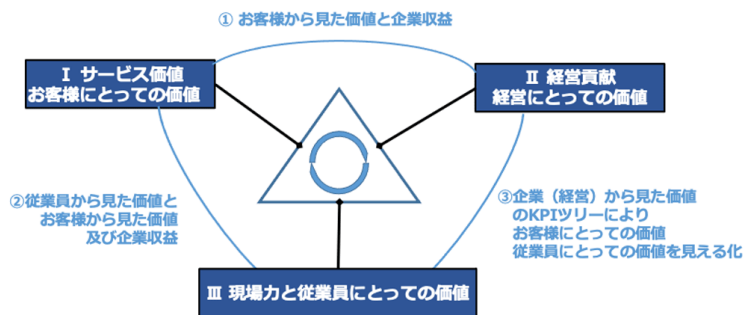 ① お客様から見た価値と企業収益
Ⅰ サービス価値
お客様にとっての価値
Ⅱ 経営貢献
経営にとっての価値
②従業員から見た価値と
お客様から見た価値
及び企業収益
③企業（経営）から見た価値
のKPIツリーにより
お客様にとっての価値
従業員にとっての価値を見える化
Ⅲ 現場力と従業員にとっての価値